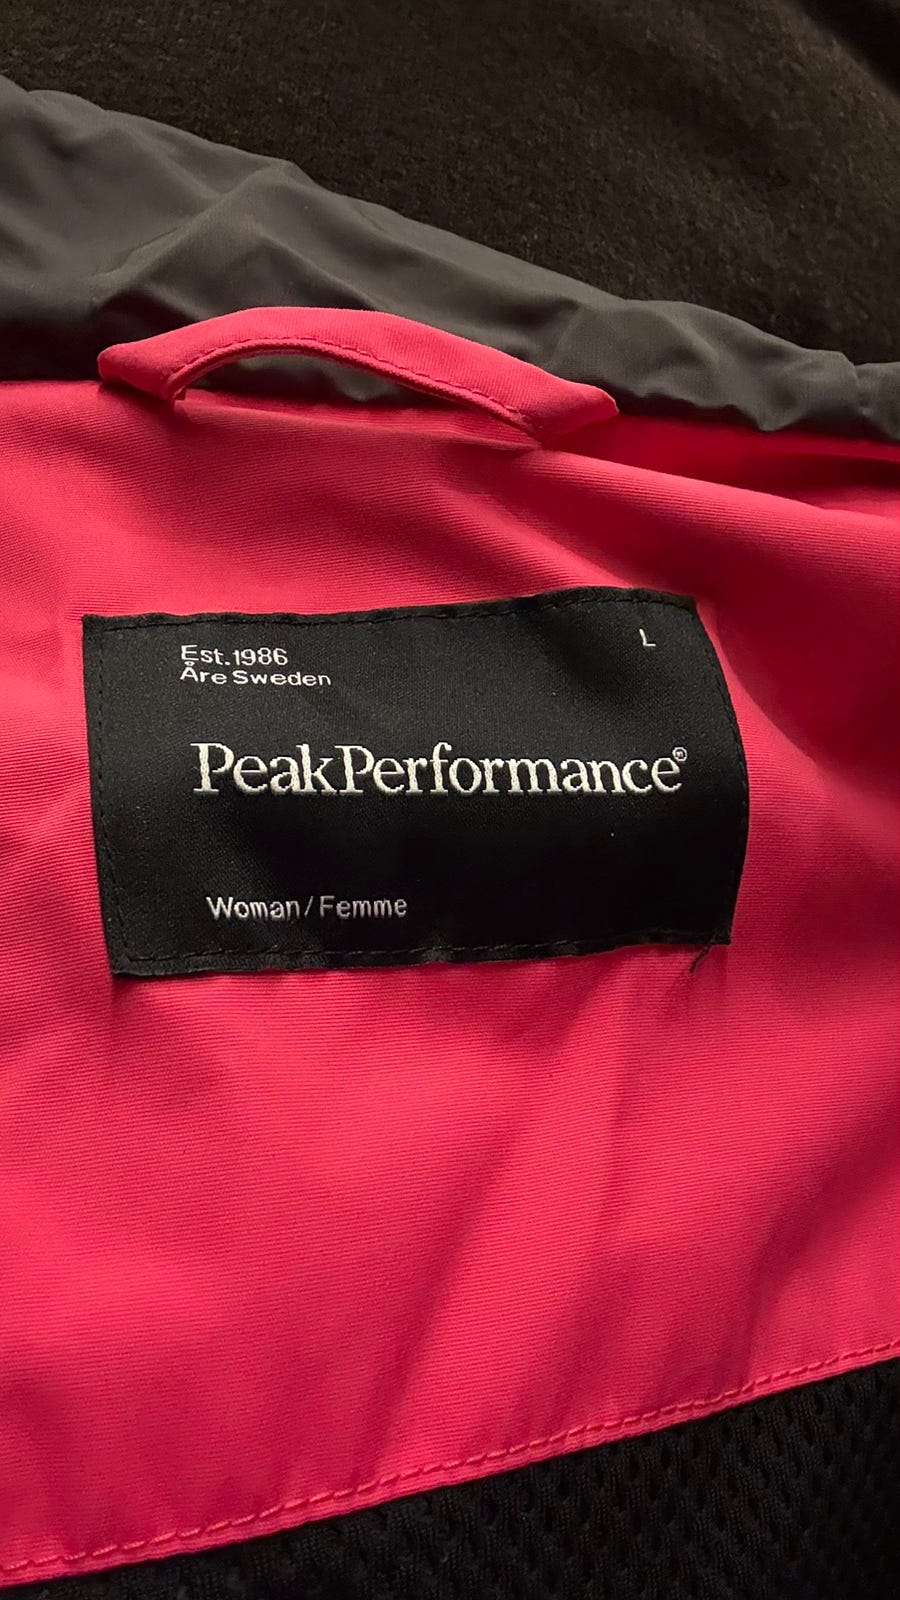 Est.1986
Åre Sweden
L
PeakPerformance®
Woman/Femme